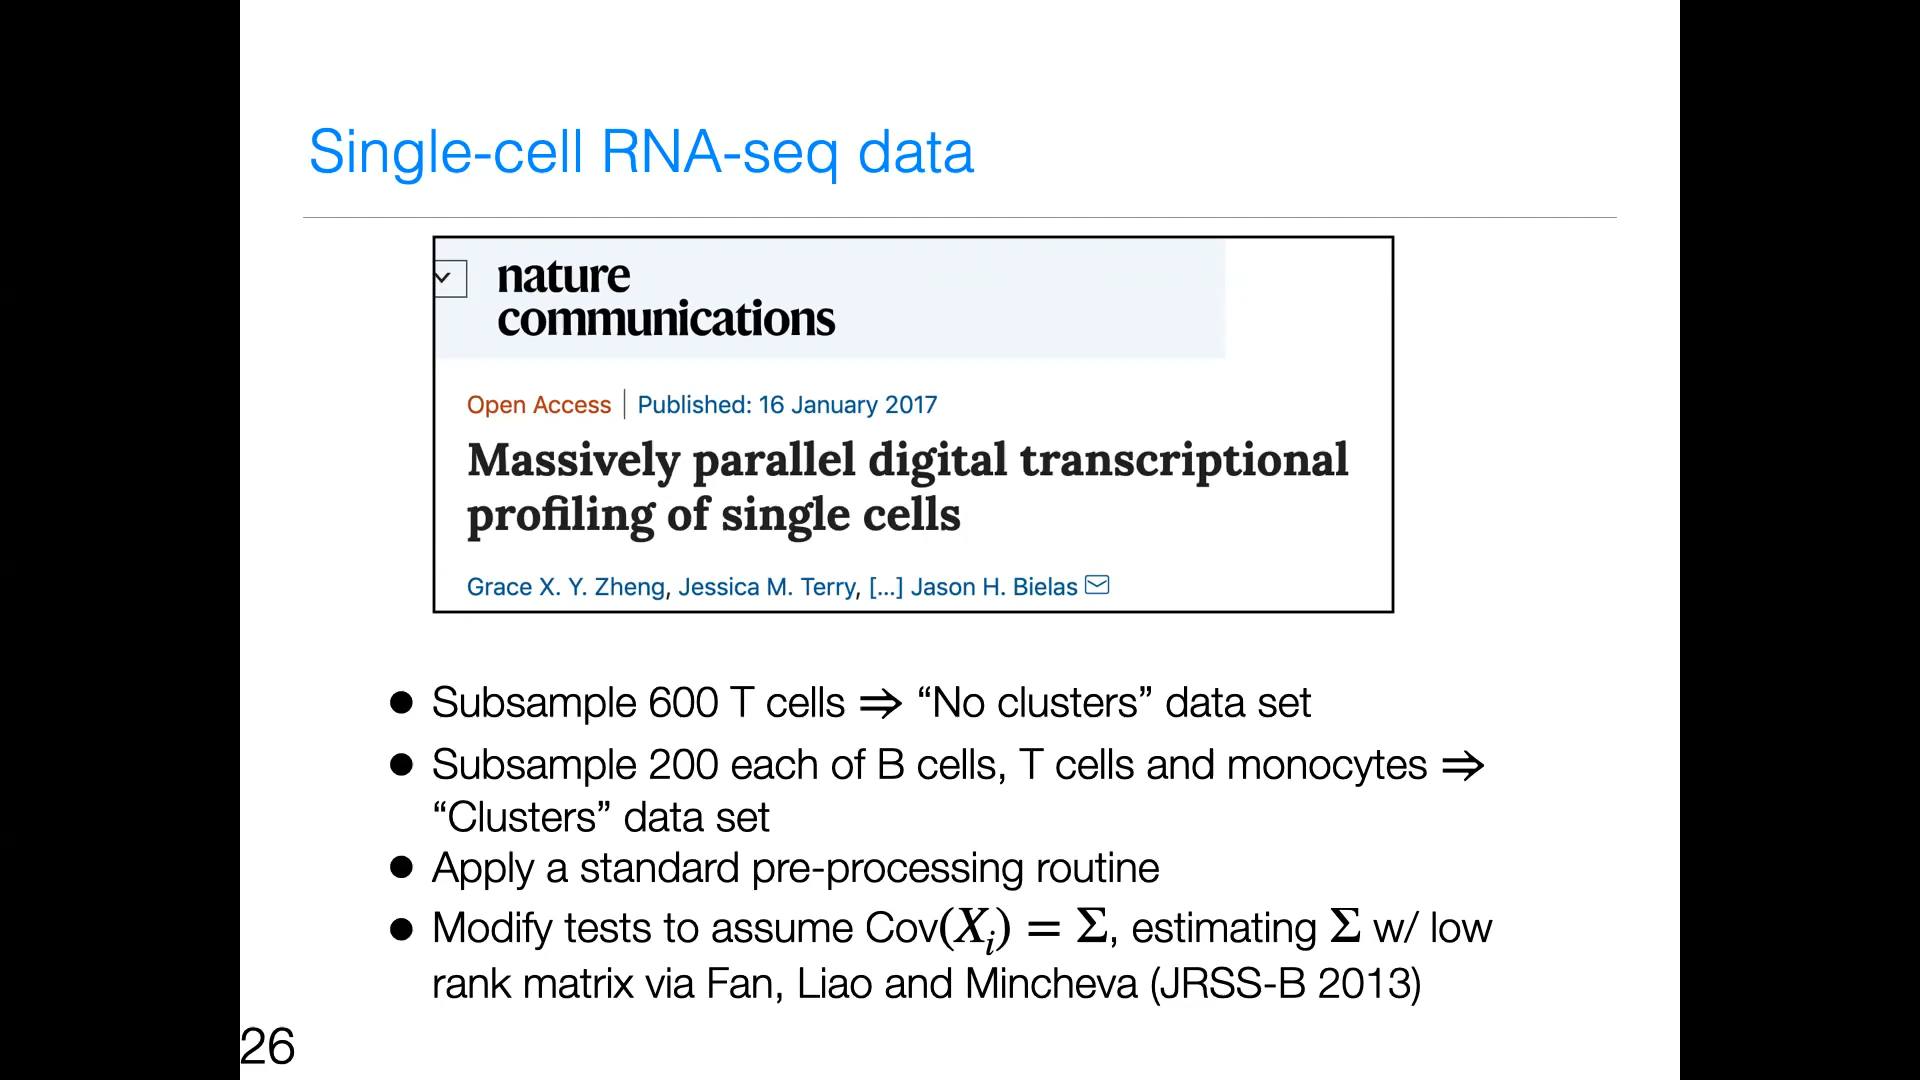 Single-cell RNA-seq data
nature
communications
Open Access | Published: 16 January 2017
Massively parallel digital transcriptional
profiling of single cells
Grace X. Y. Zheng, Jessica M. Terry, [...] Jason H. Bielas
● Subsample 600 T cells ⇒ “No clusters” data set
● Subsample 200 each of B cells, T cells and monocytes ⇒
“Clusters” data set
● Apply a standard pre-processing routine
● Modify tests to assume Cov(Xᵢ) = Σ, estimating Σ w/ low
rank matrix via Fan, Liao and Mincheva (JRSS-B 2013)
26